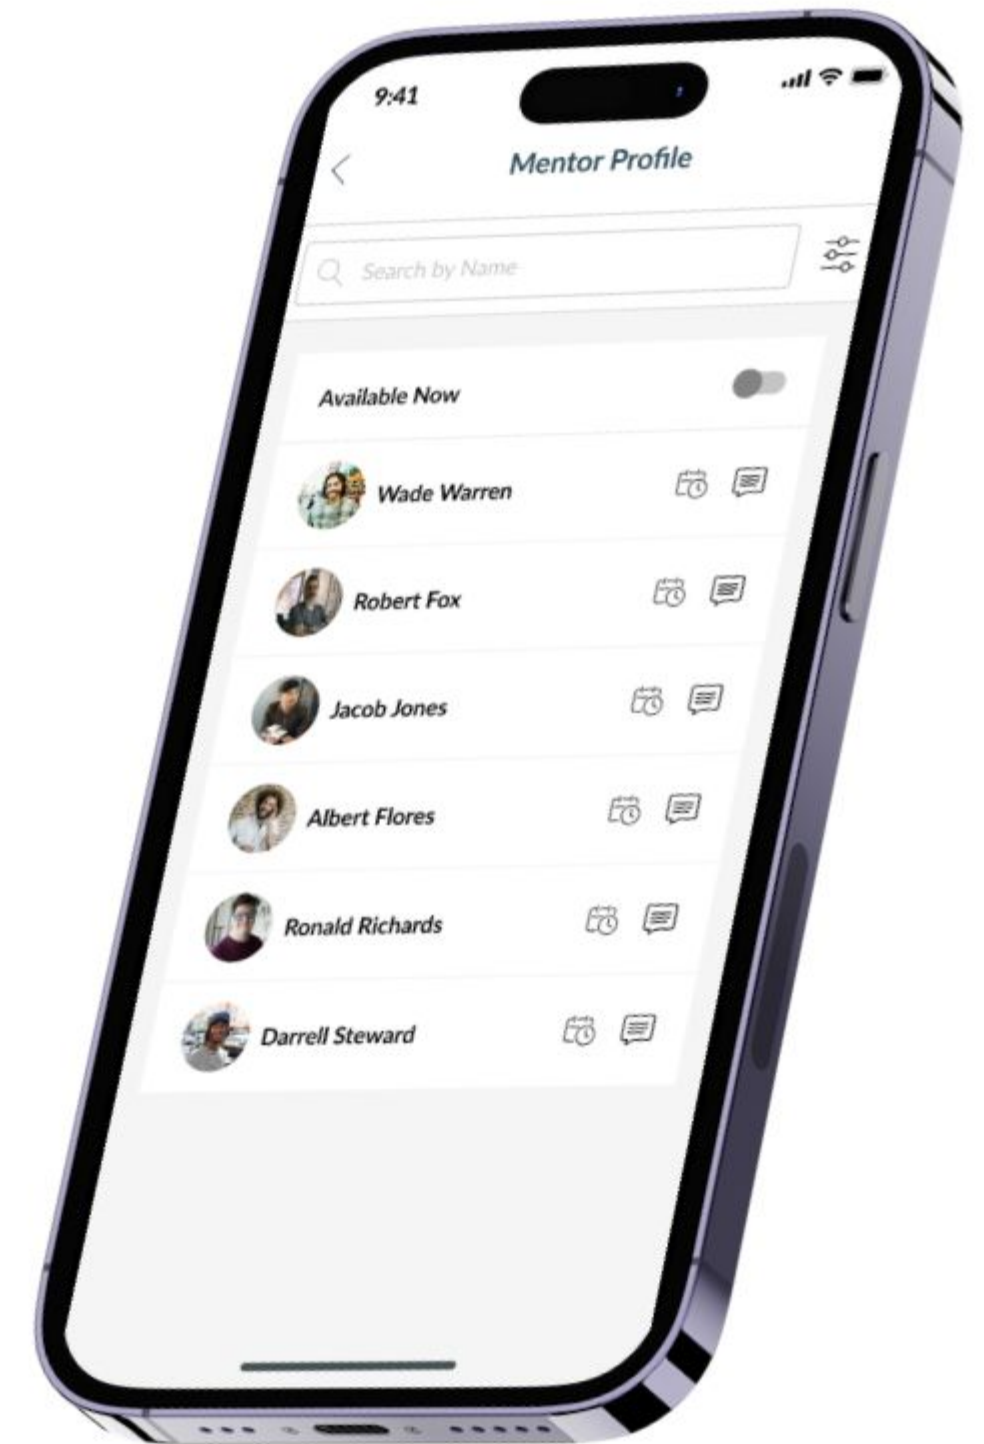 9:41
Mentor Profile
Search by Name
Available Now
Wade Warren
Robert Fox
Jacob Jones
Albert Flores
Ronald Richards
Darrell Steward